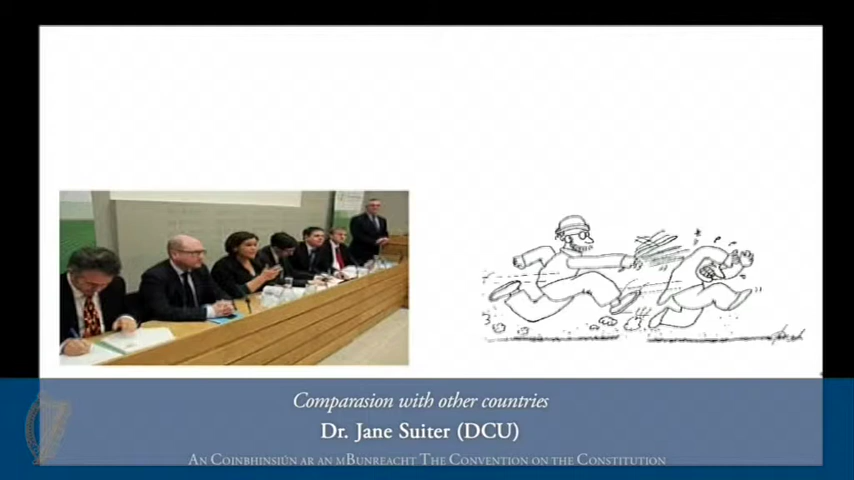 Comparasion with other countries
Dr. Jane Suiter (DCU)
An Coinbhinsiún ar an mBunreacht The Convention on the Constitution